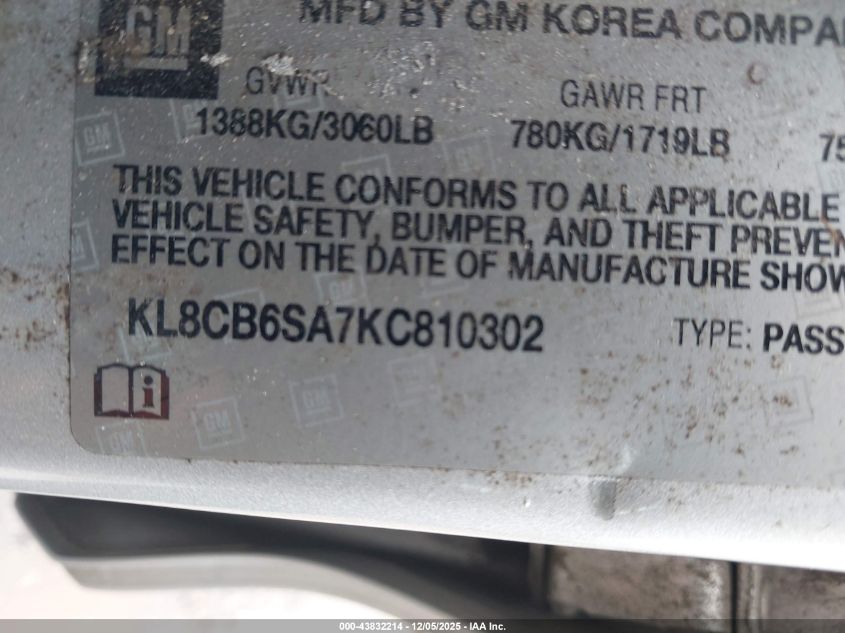 GM
MFD BY GM KOREA COMPA
GVWR
GAWR FRT
1388KG/3060LB
780KG/1719LB
75
THIS VEHICLE CONFORMS TO ALL APPLICABLE
VEHICLE SAFETY, BUMPER, AND THEFT PREVEN
EFFECT ON THE DATE OF MANUFACTURE SHOW
KL8CB6SA7KC810302
TYPE: PASS
000-43832214 - 12/05/2025 - IAA Inc.